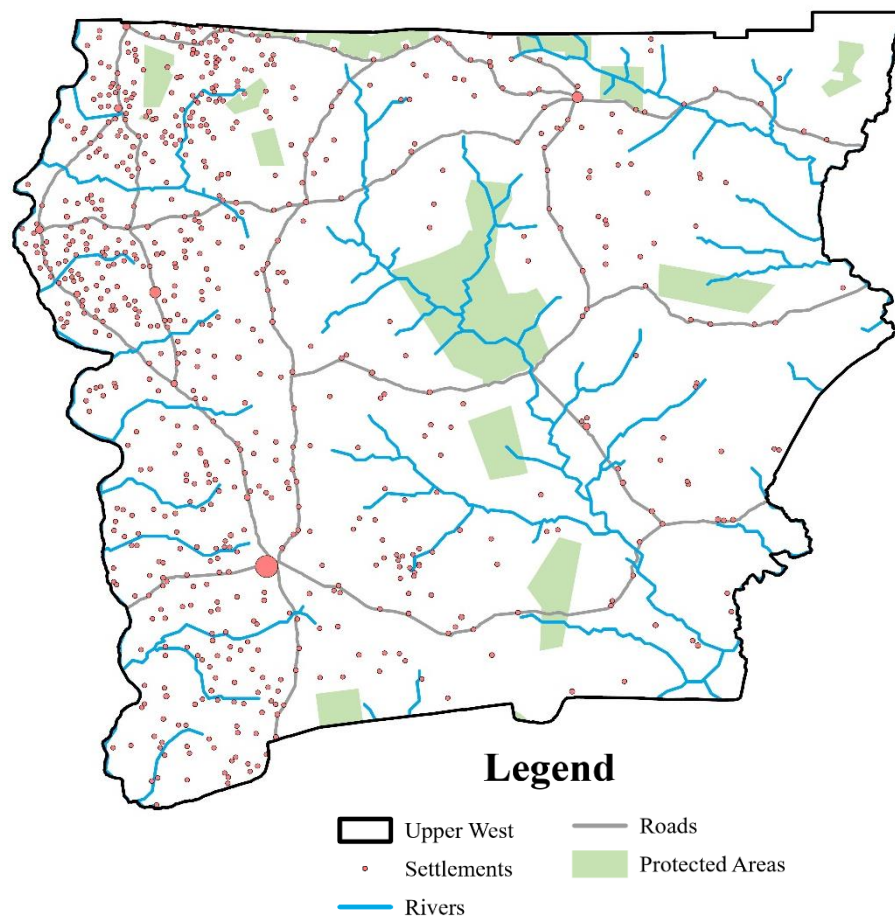 Legend
Upper West
Roads
Settlements
Protected Areas
Rivers